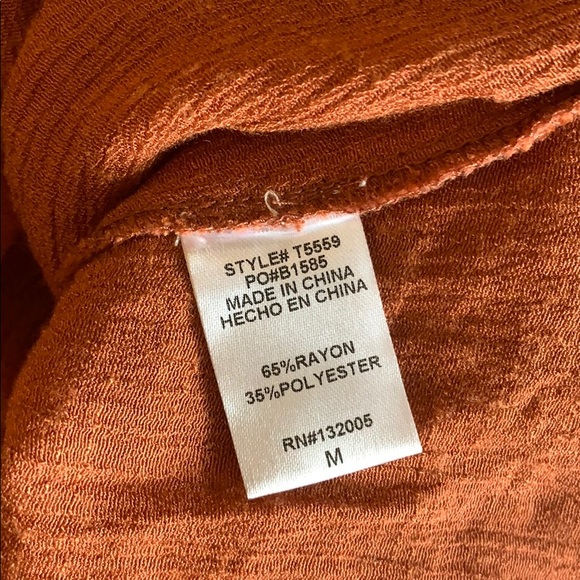 STYLE# T5559
PO#B1585
MADE IN CHINA
HECHO EN CHINA
65%RAYON
35%POLYESTER
RN#132005
M